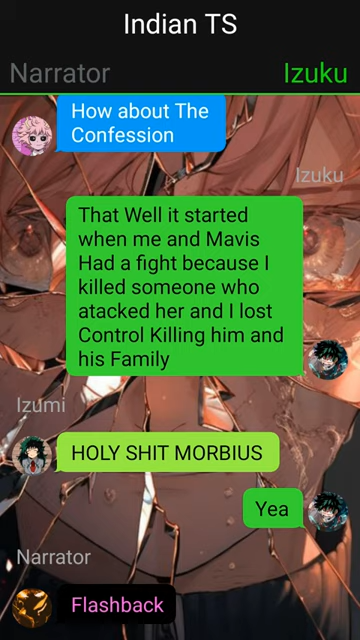 Indian TS
Narrator
Izuku
How about The
Confession
Izuku
That Well it started
when me and Mavis
Had a fight because I
killed someone who
atacked her and I lost
Control Killing him and
his Family
Izumi
HOLY SHIT MORBIUS
Yea
Narrator
Flashback